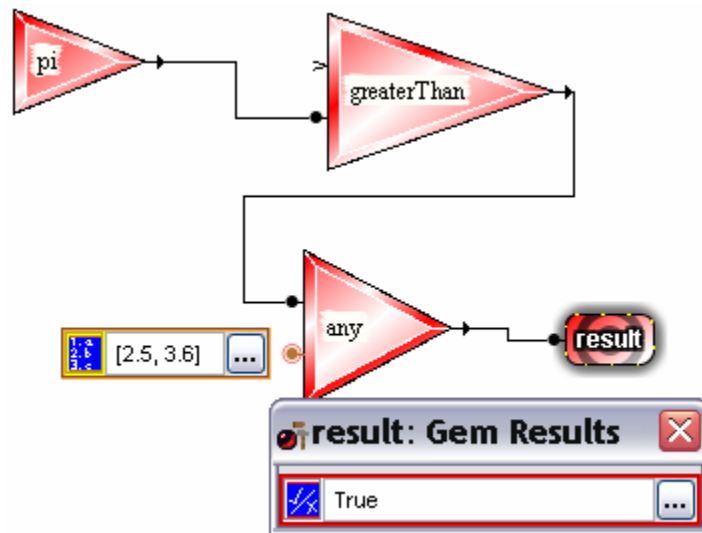 pi
greaterThan
any
[2.5, 3.6]
...
result
result: Gem Results
True
...